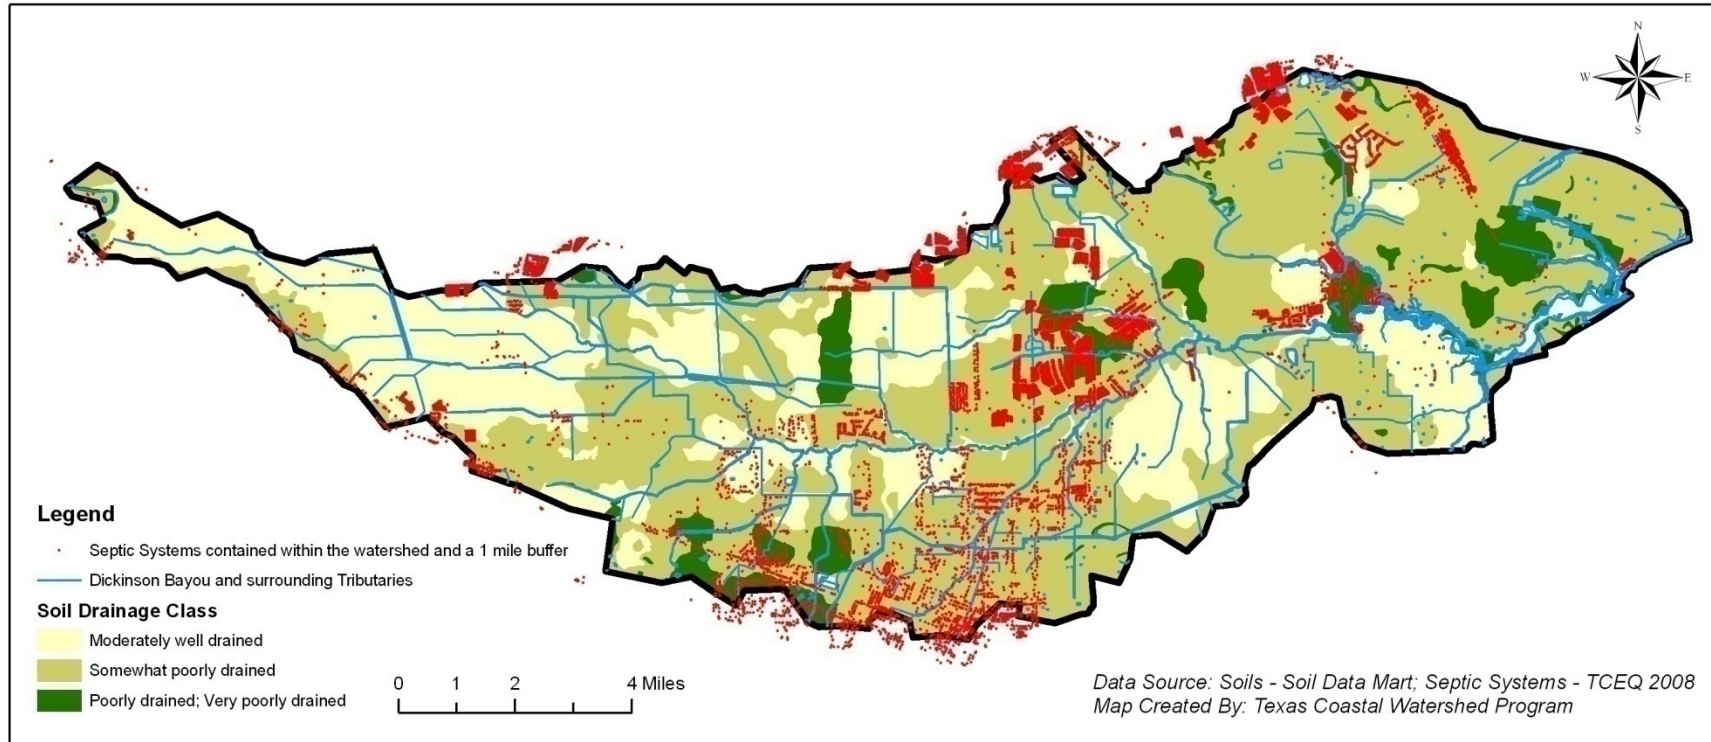 N
W E
S
Legend
Septic Systems contained within the watershed and a 1 mile buffer
Dickinson Bayou and surrounding Tributaries
Soil Drainage Class
Moderately well drained
Somewhat poorly drained
Poorly drained; Very poorly drained
0 1 2 4 Miles
Data Source: Soils - Soil Data Mart; Septic Systems - TCEQ 2008
Map Created By: Texas Coastal Watershed Program